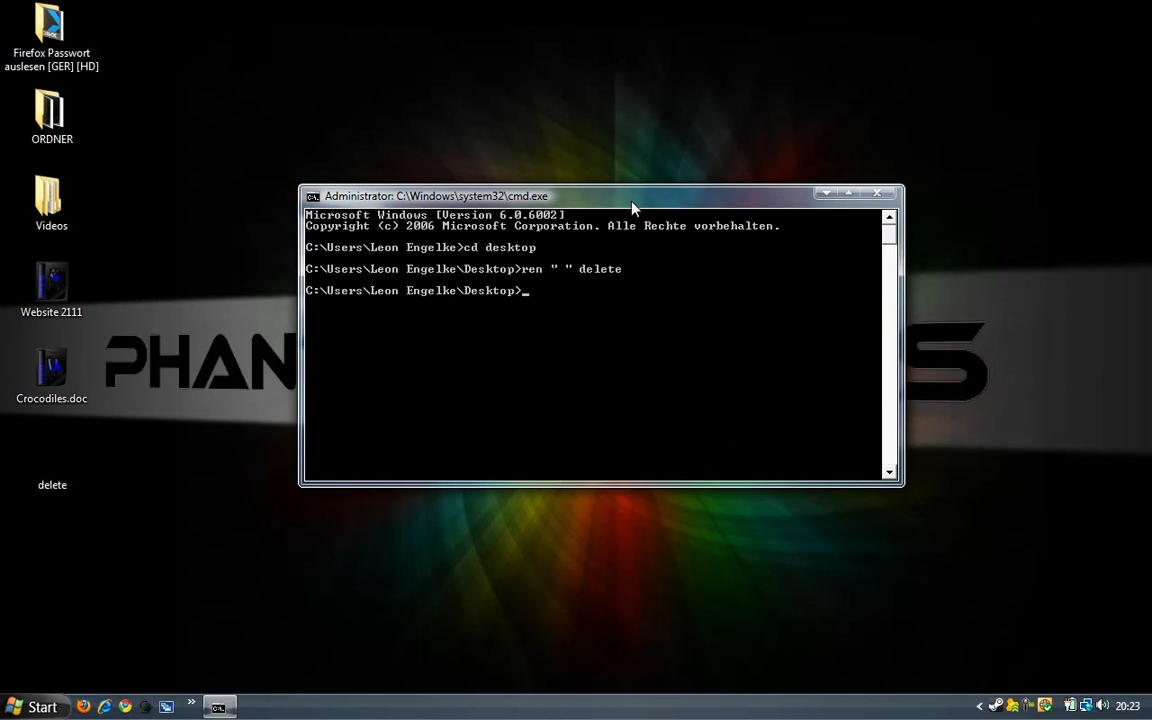 Firefox Passwort
auslesen [GER] [HD]
ORDNER
Videos
Website 2111
Crocodiles.doc
delete
PHAN
S
Administrator: C:\Windows\system32\cmd.exe
Microsoft Windows [Version 6.0.6002]
Copyright (c) 2006 Microsoft Corporation. Alle Rechte vorbehalten.
C:\Users\Leon Engelke>cd desktop
C:\Users\Leon Engelke\Desktop>ren " " delete
C:\Users\Leon Engelke\Desktop>_
Start
20:23